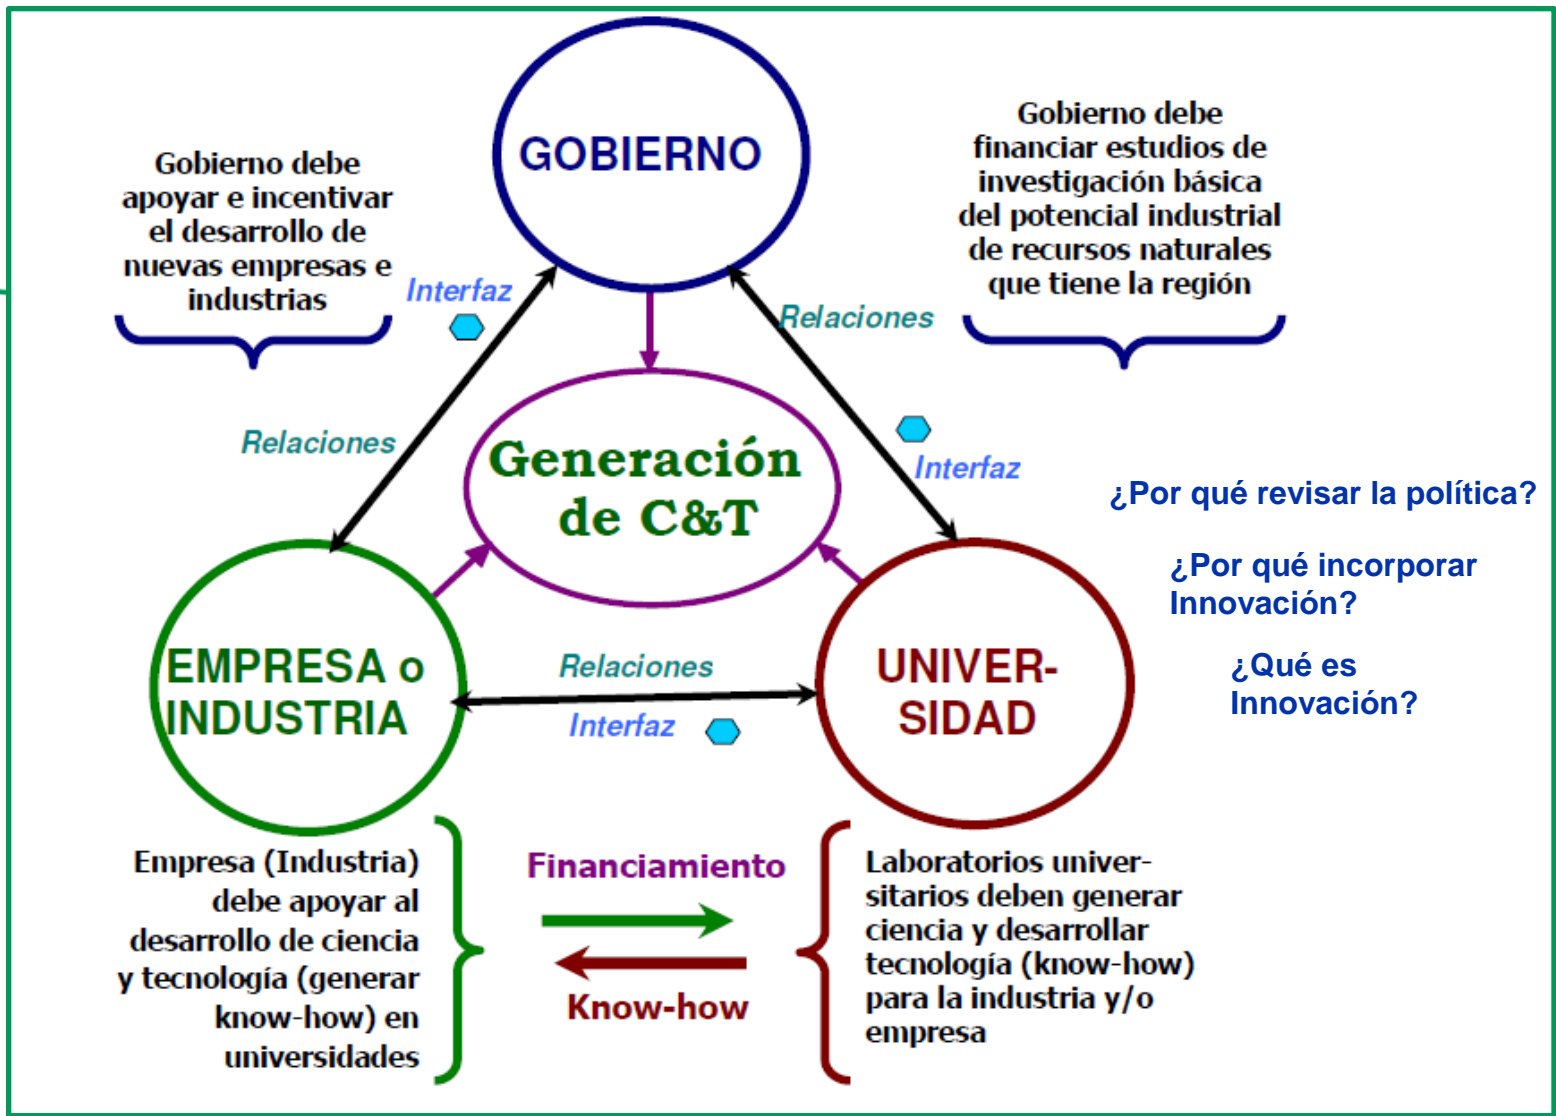 GOBIERNO
Gobierno debe
apoyar e incentivar
el desarrollo de
nuevas empresas e
industrias
Gobierno debe
financiar estudios de
investigación básica
del potencial industrial
de recursos naturales
que tiene la región
Interfaz
Relaciones
Relaciones
Interfaz
Generación
de C&T
¿Por qué revisar la política?
¿Por qué incorporar
Innovación?
¿Qué es
Innovación?
EMPRESA o
INDUSTRIA
Relaciones
Interfaz
UNIVER-
SIDAD
Empresa (Industria)
debe apoyar al
desarrollo de ciencia
y tecnología (generar
know-how) en
universidades
Financiamiento
Know-how
Laboratorios univer-
sitarios deben generar
ciencia y desarrollar
tecnología (know-how)
para la industria y/o
empresa